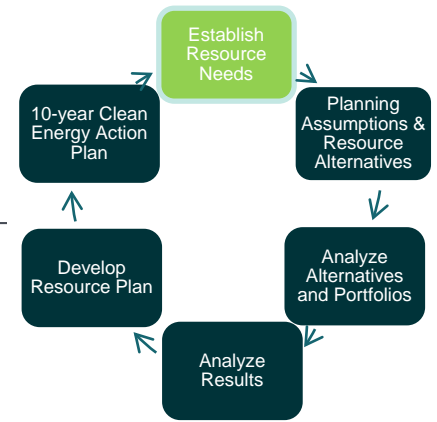 Establish
Resource
Needs
Planning
Assumptions &
Resource
Alternatives
Analyze
Alternatives
and Portfolios
Analyze
Results
Develop
Resource Plan
10-year Clean
Energy Action
Plan